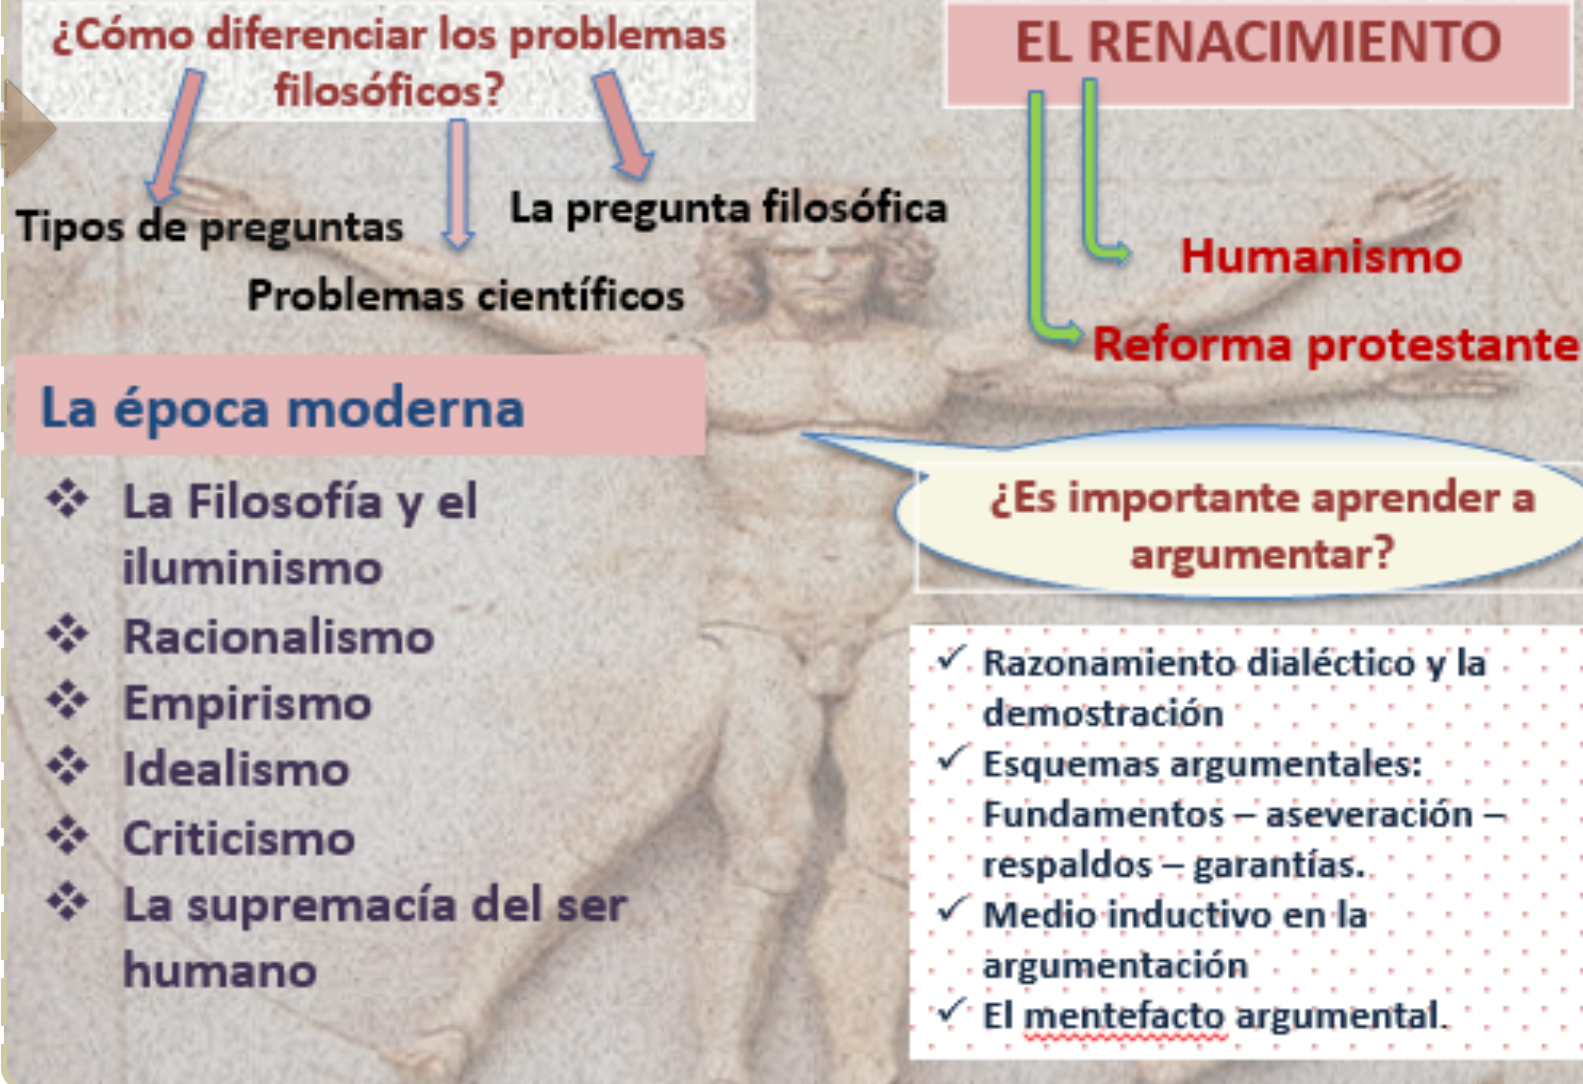 ¿Cómo diferenciar los problemas
filosóficos?
Tipos de preguntas
La pregunta filosófica
Problemas científicos
EL RENACIMIENTO
Humanismo
Reforma protestante
La época moderna
La Filosofía y el
iluminismo
Racionalismo
Empirismo
Idealismo
Criticismo
La supremacía del ser
humano
¿Es importante aprender a
argumentar?
Razonamiento dialéctico y la
demostración
Esquemas argumentales:
Fundamentos – aseveración –
respaldos – garantías.
Medio inductivo en la
argumentación
El mentefacto argumental.